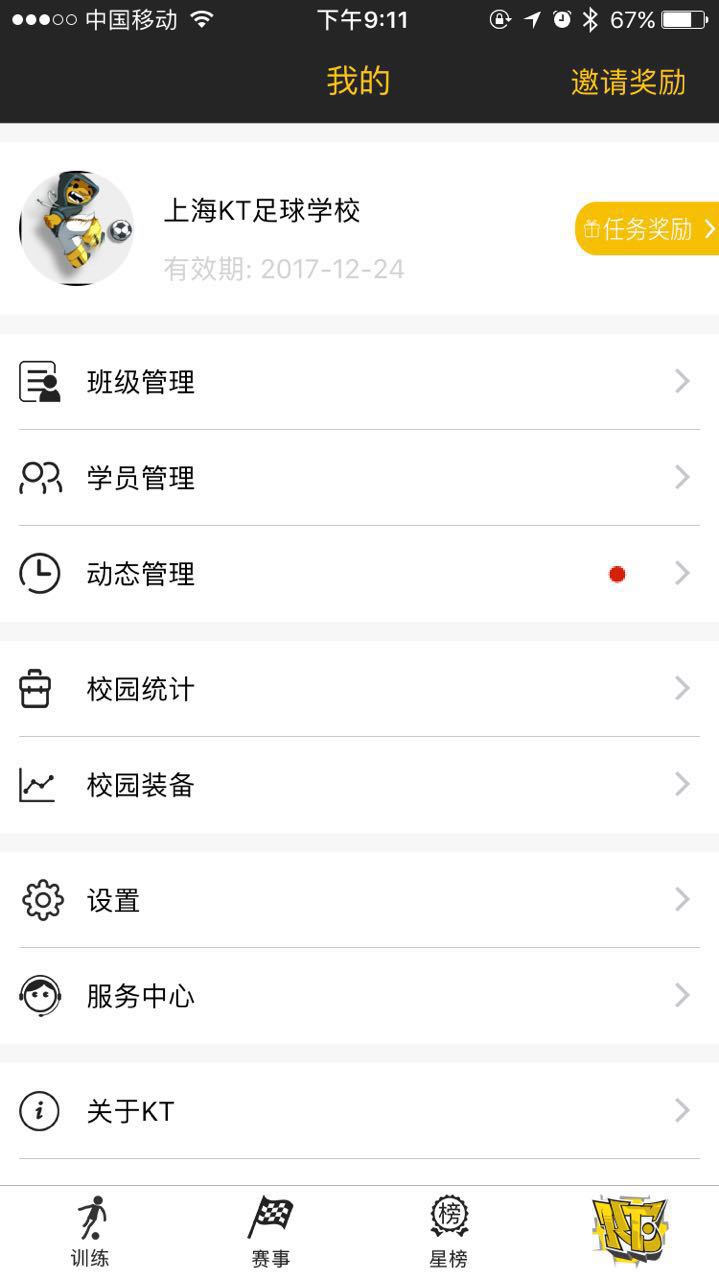 中国移动 下午9:11 67%
我的 邀请奖励
上海KT足球学校
任务奖励
有效期: 2017-12-24
班级管理
学员管理
动态管理
校园统计
校园装备
设置
服务中心
关于KT
榜
训练 赛事 星榜
KTC